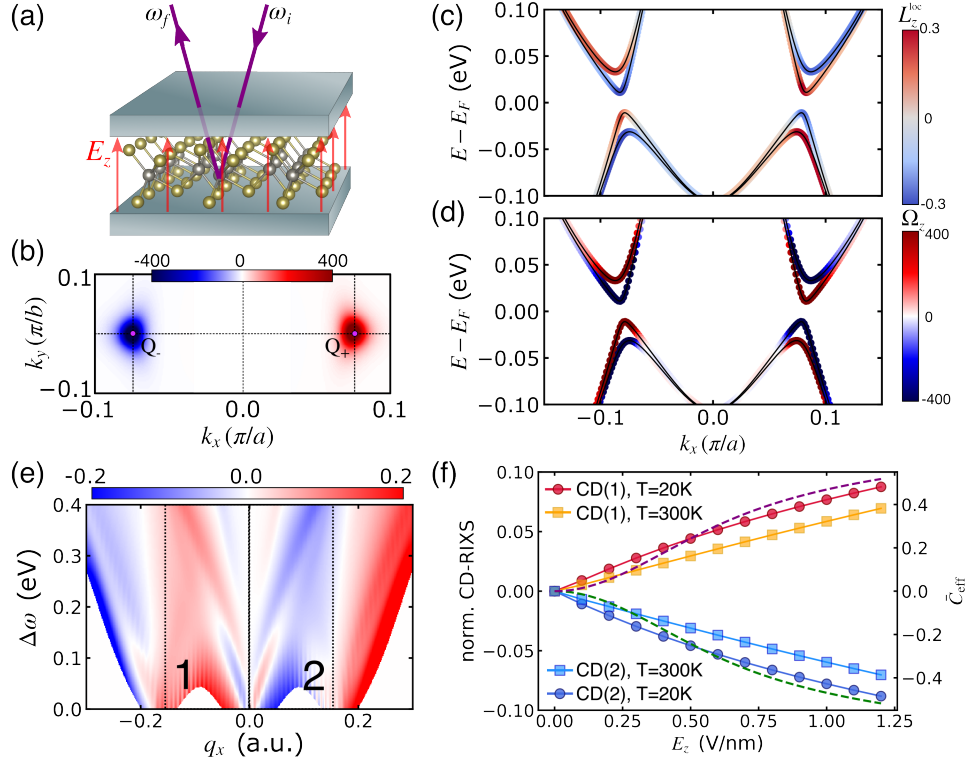 (a)
ω_f
ω_i
E_z
(b)
-400
0
400
0.1
−0.1
k_y (π/b)
Q_-
Q_+
−0.1
0.0
0.1
k_x (π/a)
(c)
0.10
0.05
0.00
−0.05
−0.10
E − E_F (eV)
L_z^loc
0.3
0
-0.3
(d)
0.10
0.05
0.00
−0.05
−0.10
E − E_F (eV)
Ω_z
400
0
-400
−0.1
0.0
0.1
k_x (π/a)
(e)
-0.2
0.0
0.2
0.4
0.3
0.2
0.1
0.0
Δω (eV)
1
2
−0.2
0.0
0.2
q_x (a.u.)
(f)
0.10
0.05
0.00
−0.05
−0.10
norm. CD-RIXS
CD(1), T=20K
CD(1), T=300K
CD(2), T=300K
CD(2), T=20K
0.4
0.2
0.0
−0.2
−0.4
C̄_eff
0.00
0.25
0.50
0.75
1.00
1.25
E_z (V/nm)